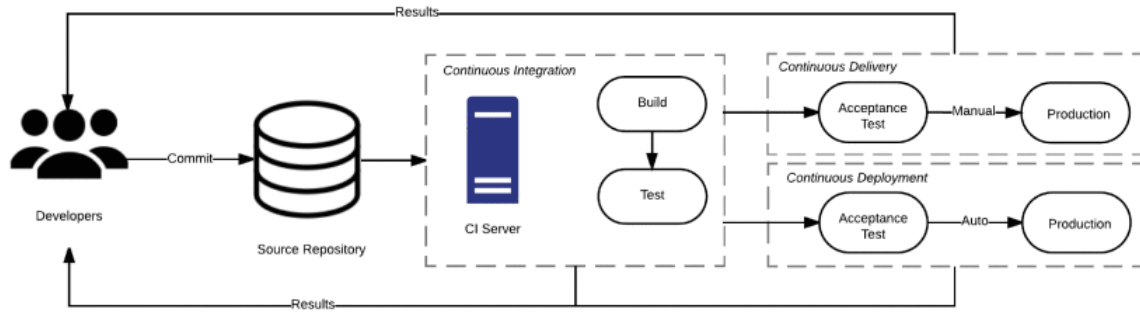 Results
Continuous Integration
Continuous Delivery
Build
Acceptance
Test
Manual
Production
Commit
Continuous Deployment
Test
Developers
CI Server
Acceptance
Test
Auto
Production
Source Repository
Results